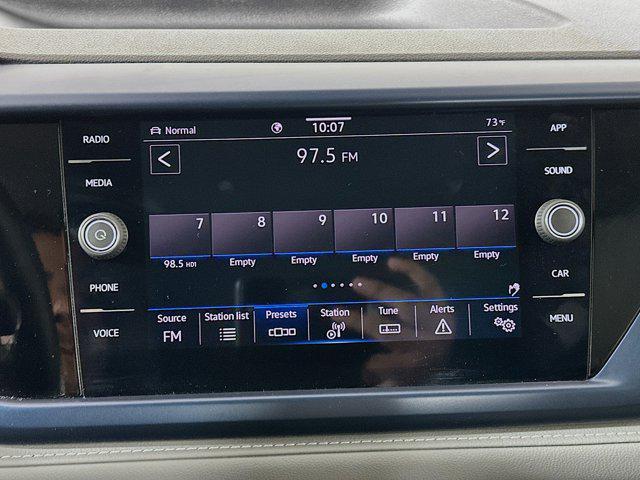 RADIO
MEDIA
PHONE
VOICE
Normal
10:07
73 °F
97.5 FM
7 8 9 10 11 12
98.5 HD1 Empty Empty Empty Empty Empty
Source Station list Presets Station Tune Alerts Settings
FM
APP
SOUND
CAR
MENU